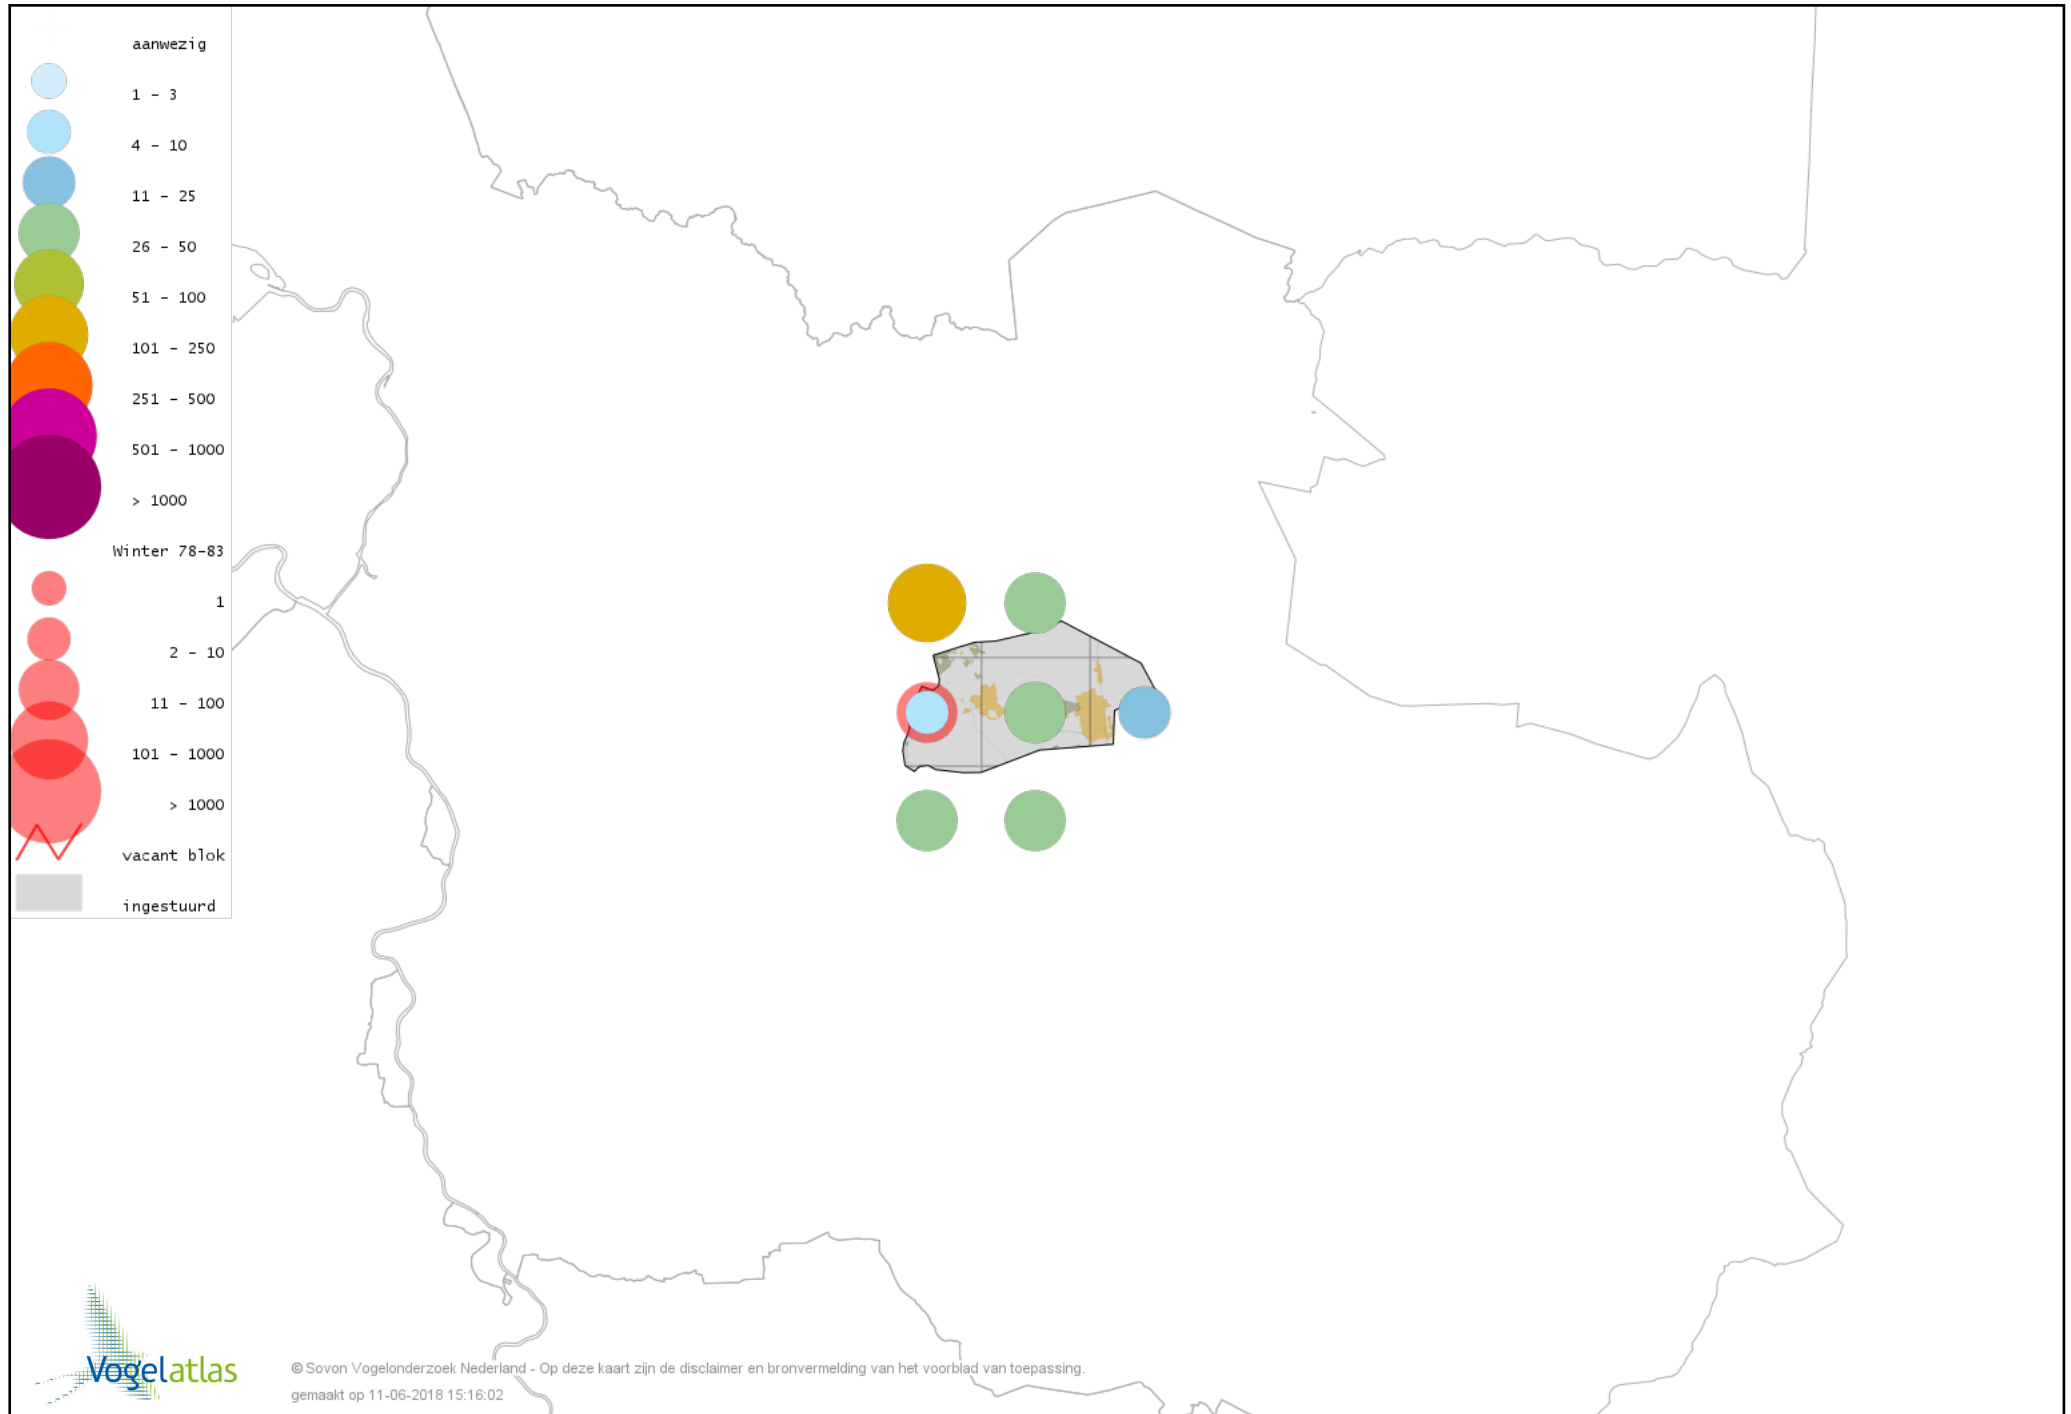 aanwezig
1 - 3
4 - 10
11 - 25
26 - 50
51 - 100
101 - 250
251 - 500
501 - 1000
> 1000
Winter 78-83
1
2 - 10
11 - 100
101 - 1000
> 1000
vacant blok
ingestuurd
Vogelatlas
© Sovon Vogelonderzoek Nederland - Op deze kaart zijn de disclaimer en bronvermelding van het voorblad van toepassing.
gemaakt op 11-06-2018 15:16:02